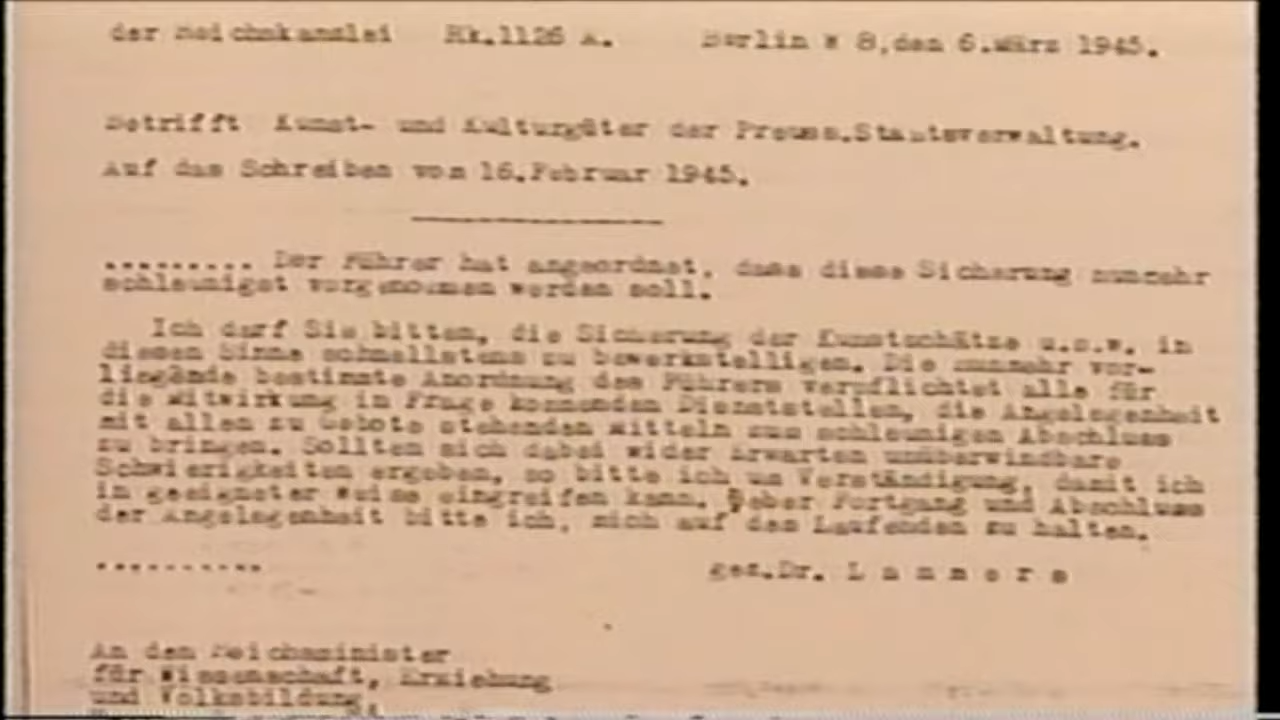 der Reichskanzlei Rk.1126 A. Berlin W 8,den 6.März 1945.
Betrifft Kunst- und Kulturgüter der Preuss.Staatsverwaltung.
Auf das Schreiben vom 16.Februar 1945.
......... Der Führer hat angeordnet, dass diese Sicherung nunmehr
schleunigst vorgenommen werden soll.
Ich darf Sie bitten, die Sicherung der Kunstschätze u.s.w. in
diesem Sinne schnellstens zu bewerkstelligen. Die nunmehr vor-
liegende bestimmte Anordnung des Führers verpflichtet alle für
die Mitwirkung in Frage kommenden Dienststellen, die Angelegenheit
mit allen zu Gebote stehenden Mitteln zum schleunigen Abschluss
zu bringen. Sollten sich dabei wider Erwarten unüberwindbare
Schwierigkeiten ergeben, so bitte ich um Verständigung, damit ich
in geeigneter Weise eingreifen kann. Ueber Fortgang und Abschluss
der Angelegenheit bitte ich, mich auf dem Laufenden zu halten.
.......... gez.Dr. L a m m e r s
An den Reichsminister
für Wissenschaft, Erziehung
und Volksbildung,